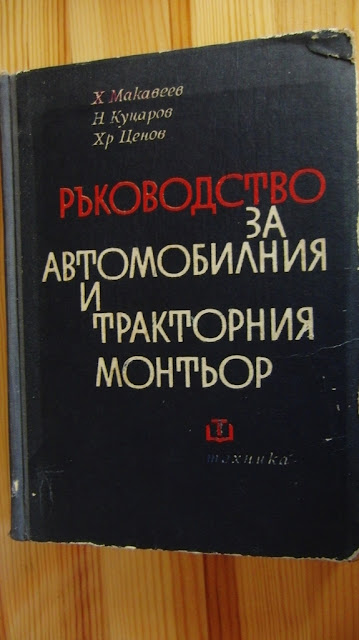 Х Макавеев
Н Куцаров
Хр Ценов
РЪКОВОДСТВО
ЗА
АВТОМОБИЛНИЯ
И
ТРАКТОРНИЯ
МОНТЬОР
Т
техника